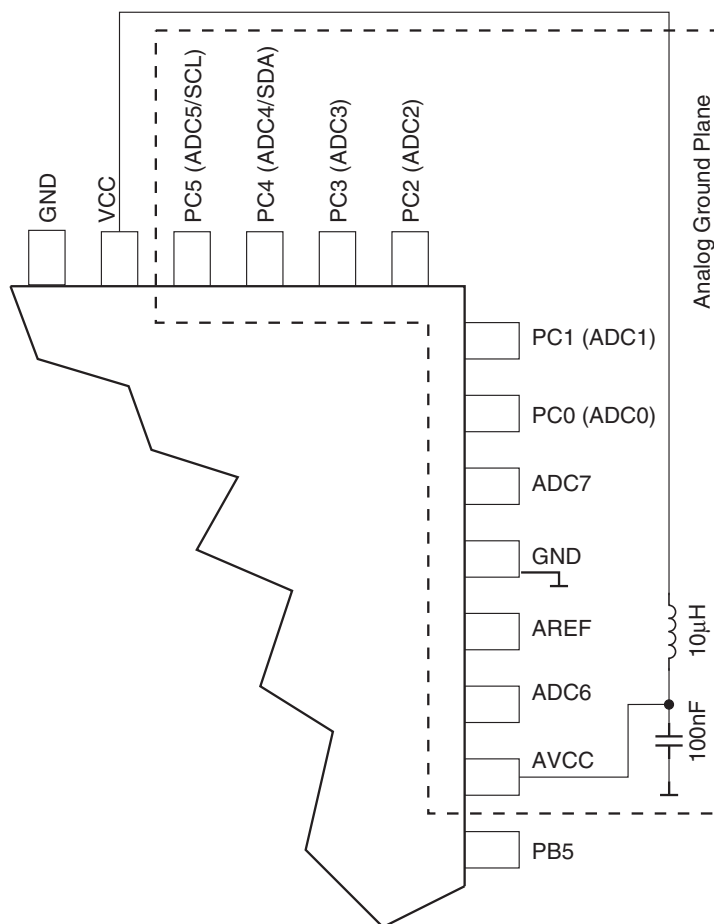 GND
VCC
PC5 (ADC5/SCL)
PC4 (ADC4/SDA)
PC3 (ADC3)
PC2 (ADC2)
Analog Ground Plane
PC1 (ADC1)
PC0 (ADC0)
ADC7
GND
AREF
ADC6
AVCC
PB5
10μH
100nF